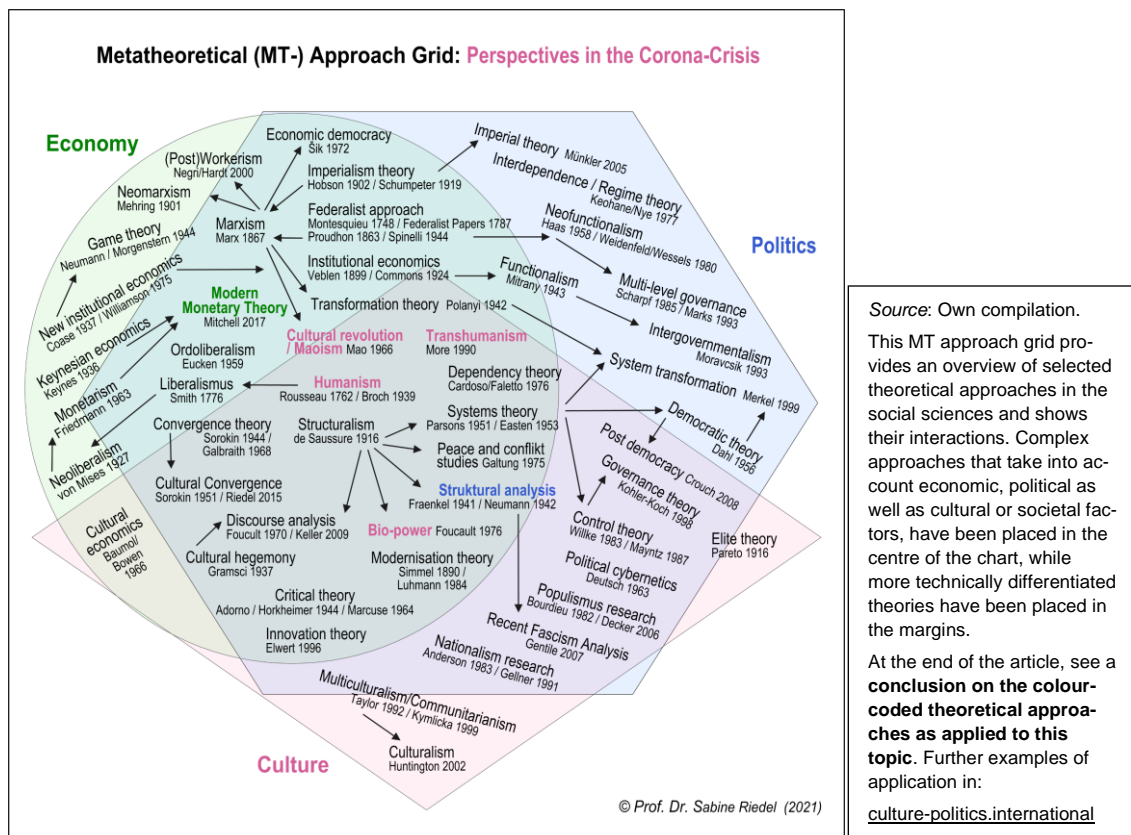 Metatheoretical (MT-) Approach Grid: Perspectives in the Corona-Crisis
Economy
Politics
Culture
Economic democracy
Šik 1972
(Post)Workerism
Negri/Hardt 2000
Imperialism theory
Hobson 1902 / Schumpeter 1919
Imperial theory Münkler 2005
Interdependence / Regime theory
Keohane/Nye 1977
Neomarxism
Mehring 1901
Marxism
Marx 1867
Federalist approach
Montesquieu 1748 / Federalist Papers 1787
Proudhon 1863 / Spinelli 1944
Neofunctionalism
Haas 1958 / Weidenfeld/Wessels 1980
Game theory
Neumann / Morgenstern 1944
Institutional economics
Veblen 1899 / Commons 1924
Functionalism
Mitrany 1943
Multi-level governance
Scharpf 1985 / Marks 1993
New institutional economics
Coase 1937 / Williamson 1975
Modern
Monetary Theory
Mitchell 2017
Transformation theory Polanyi 1942
Intergovernmentalism
Moravcsik 1993
Keynesian economics
Keynes 1936
Cultural revolution
/ Maoism Mao 1966
Transhumanism
More 1990
System transformation Merkel 1999
Ordoliberalism
Eucken 1959
Monetarism
Friedmann 1963
Liberalismus
Smith 1776
Humanism
Rousseau 1762 / Broch 1939
Dependency theory
Cardoso/Faletto 1976
Democratic theory
Dahl 1956
Neoliberalism
von Mises 1927
Convergence theory
Sorokin 1944 /
Galbraith 1968
Structuralism
de Saussure 1916
Systems theory
Parsons 1951 / Easten 1953
Post democracy Crouch 2008
Peace and conflikt
studies Galtung 1975
Governance theory
Kohler-Koch 1998
Cultural Convergence
Sorokin 1951 / Riedel 2015
Struktural analysis
Fraenkel 1941 / Neumann 1942
Cultural
economics
Baumol/
Bowen
1966
Discourse analysis
Foucult 1970 / Keller 2009
Bio-power Foucault 1976
Control theory
Willke 1983 / Mayntz 1987
Elite theory
Pareto 1916
Cultural hegemony
Gramsci 1937
Modernisation theory
Simmel 1890 /
Luhmann 1984
Political cybernetics
Deutsch 1963
Critical theory
Adorno / Horkheimer 1944 / Marcuse 1964
Populismus research
Bourdieu 1982 / Decker 2006
Innovation theory
Elwert 1996
Recent Fascism Analysis
Gentile 2007
Nationalism research
Anderson 1983 / Gellner 1991
Multiculturalism/Communitarianism
Taylor 1992 / Kymlicka 1999
Culturalism
Huntington 2002
© Prof. Dr. Sabine Riedel (2021)
Source: Own compilation.
This MT approach grid pro-
vides an overview of selected
theoretical approaches in the
social sciences and shows
their interactions. Complex
approaches that take into ac-
count economic, political as
well as cultural or societal fac-
tors, have been placed in the
centre of the chart, while
more technically differentiated
theories have been placed in
the margins.
At the end of the article, see a
conclusion on the colour-
coded theoretical approa-
ches as applied to this
topic. Further examples of
application in:
culture-politics.international